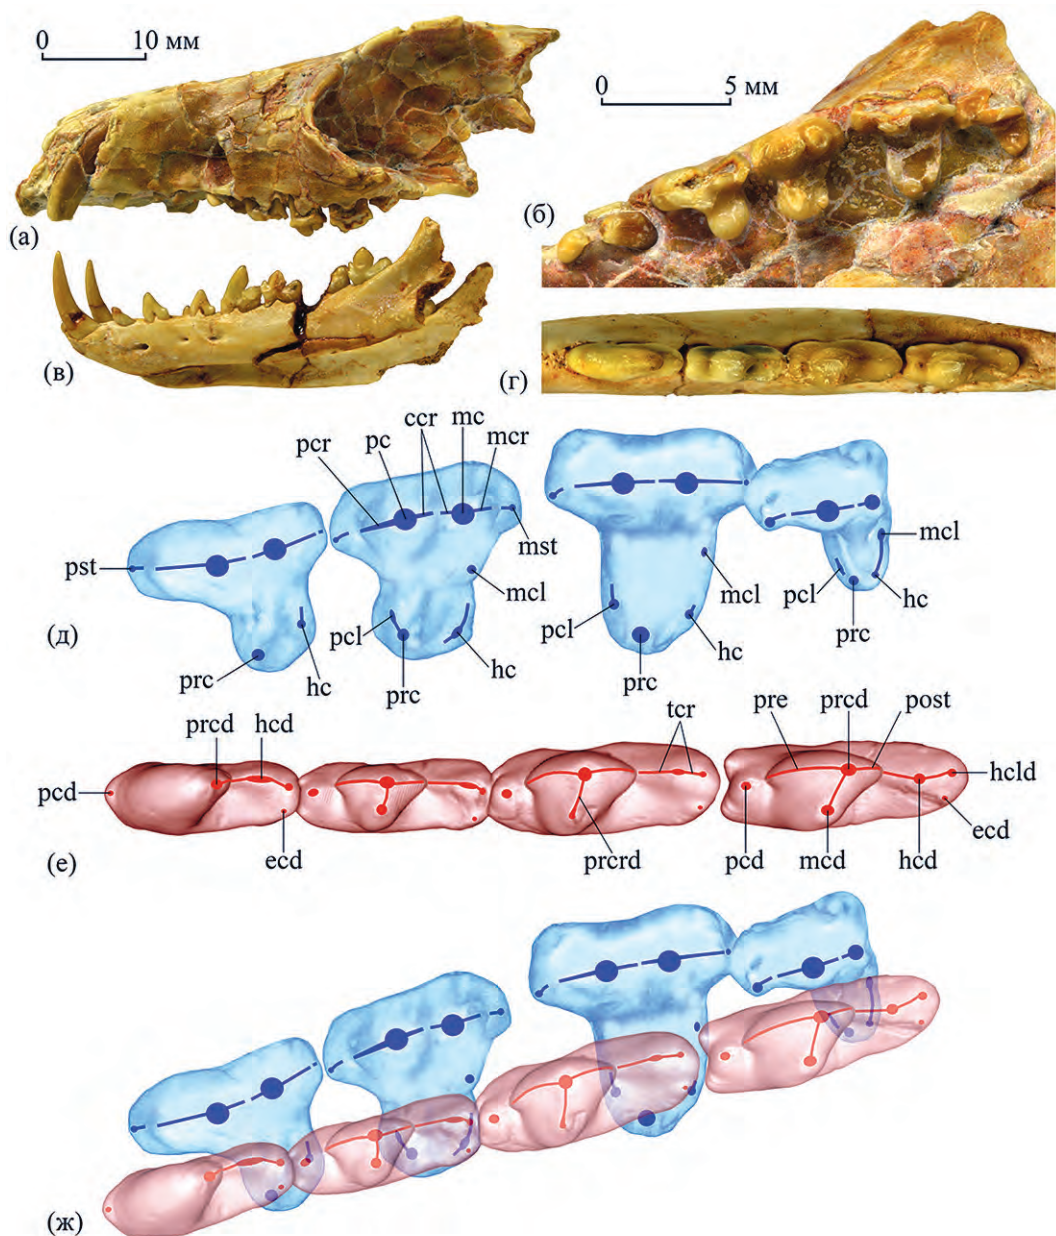 0 10 мм
0 5 мм
(а)
(б)
(в)
(г)
pcr pc ccr mc mcr
pst
mst
mcl
pcl
prc hc
prc
hc
mcl
pcl
hc
prc
mcl
pcl
hc
prc
(д)
prcd hcd tcr pre prcd post
pcd
hcld
ecd
ecd prcrd pcd mcd hcd
(е)
(ж)